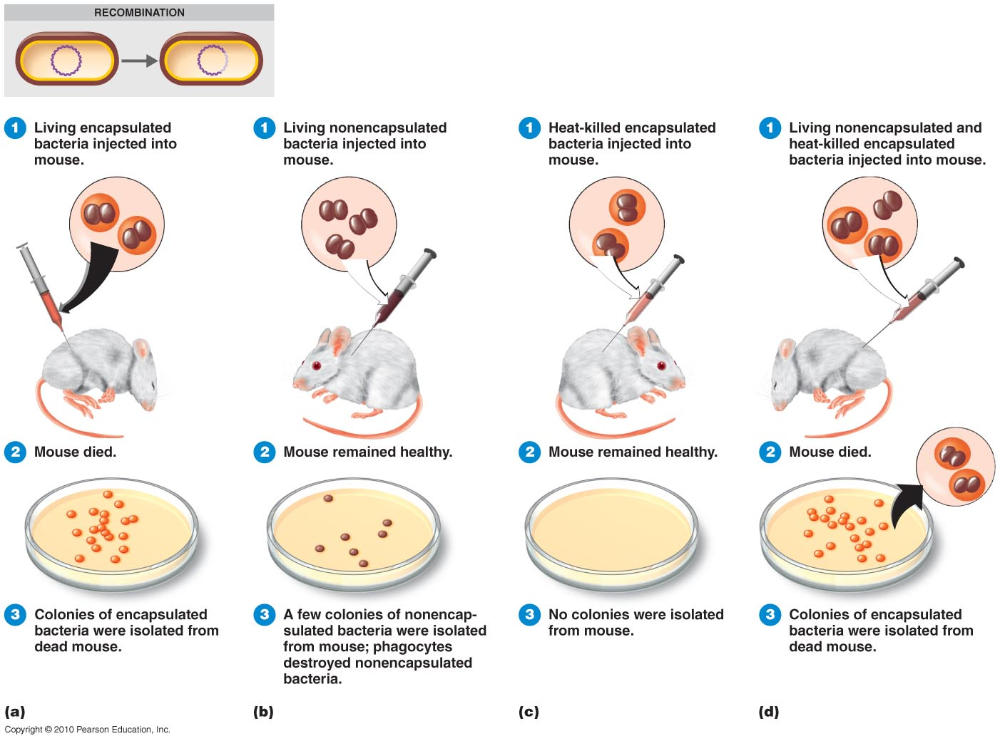 RECOMBINATION
1 Living encapsulated
bacteria injected into
mouse.
2 Mouse died.
3 Colonies of encapsulated
bacteria were isolated from
dead mouse.
(a)
1 Living nonencapsulated
bacteria injected into
mouse.
2 Mouse remained healthy.
3 A few colonies of nonencap-
sulated bacteria were isolated
from mouse; phagocytes
destroyed nonencapsulated
bacteria.
(b)
1 Heat-killed encapsulated
bacteria injected into
mouse.
2 Mouse remained healthy.
3 No colonies were isolated
from mouse.
(c)
1 Living nonencapsulated and
heat-killed encapsulated
bacteria injected into mouse.
2 Mouse died.
3 Colonies of encapsulated
bacteria were isolated from
dead mouse.
(d)
Copyright © 2010 Pearson Education, Inc.